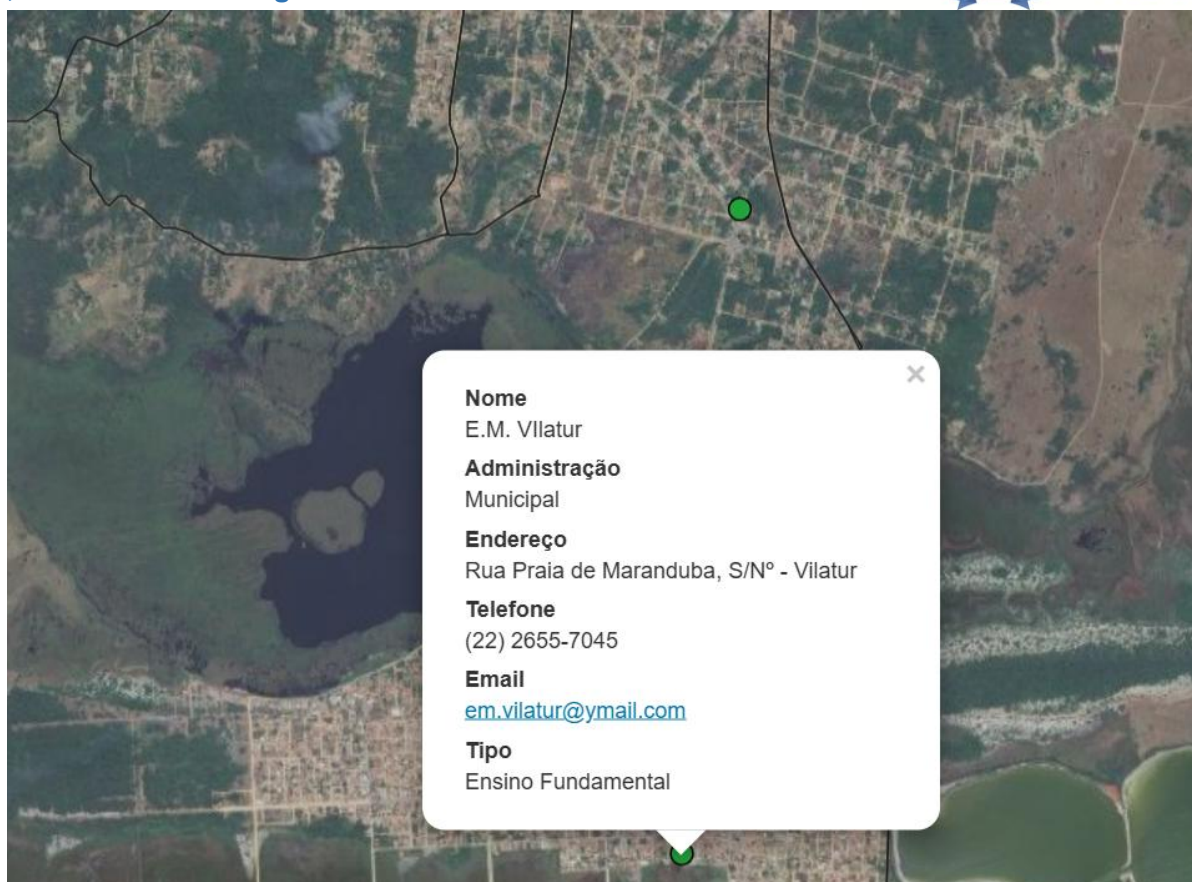 Nome
E.M. VIlatur
Administração
Municipal
Endereço
Rua Praia de Maranduba, S/Nº - Vilatur
Telefone
(22) 2655-7045
Email
em.vilatur@ymail.com
Tipo
Ensino Fundamental